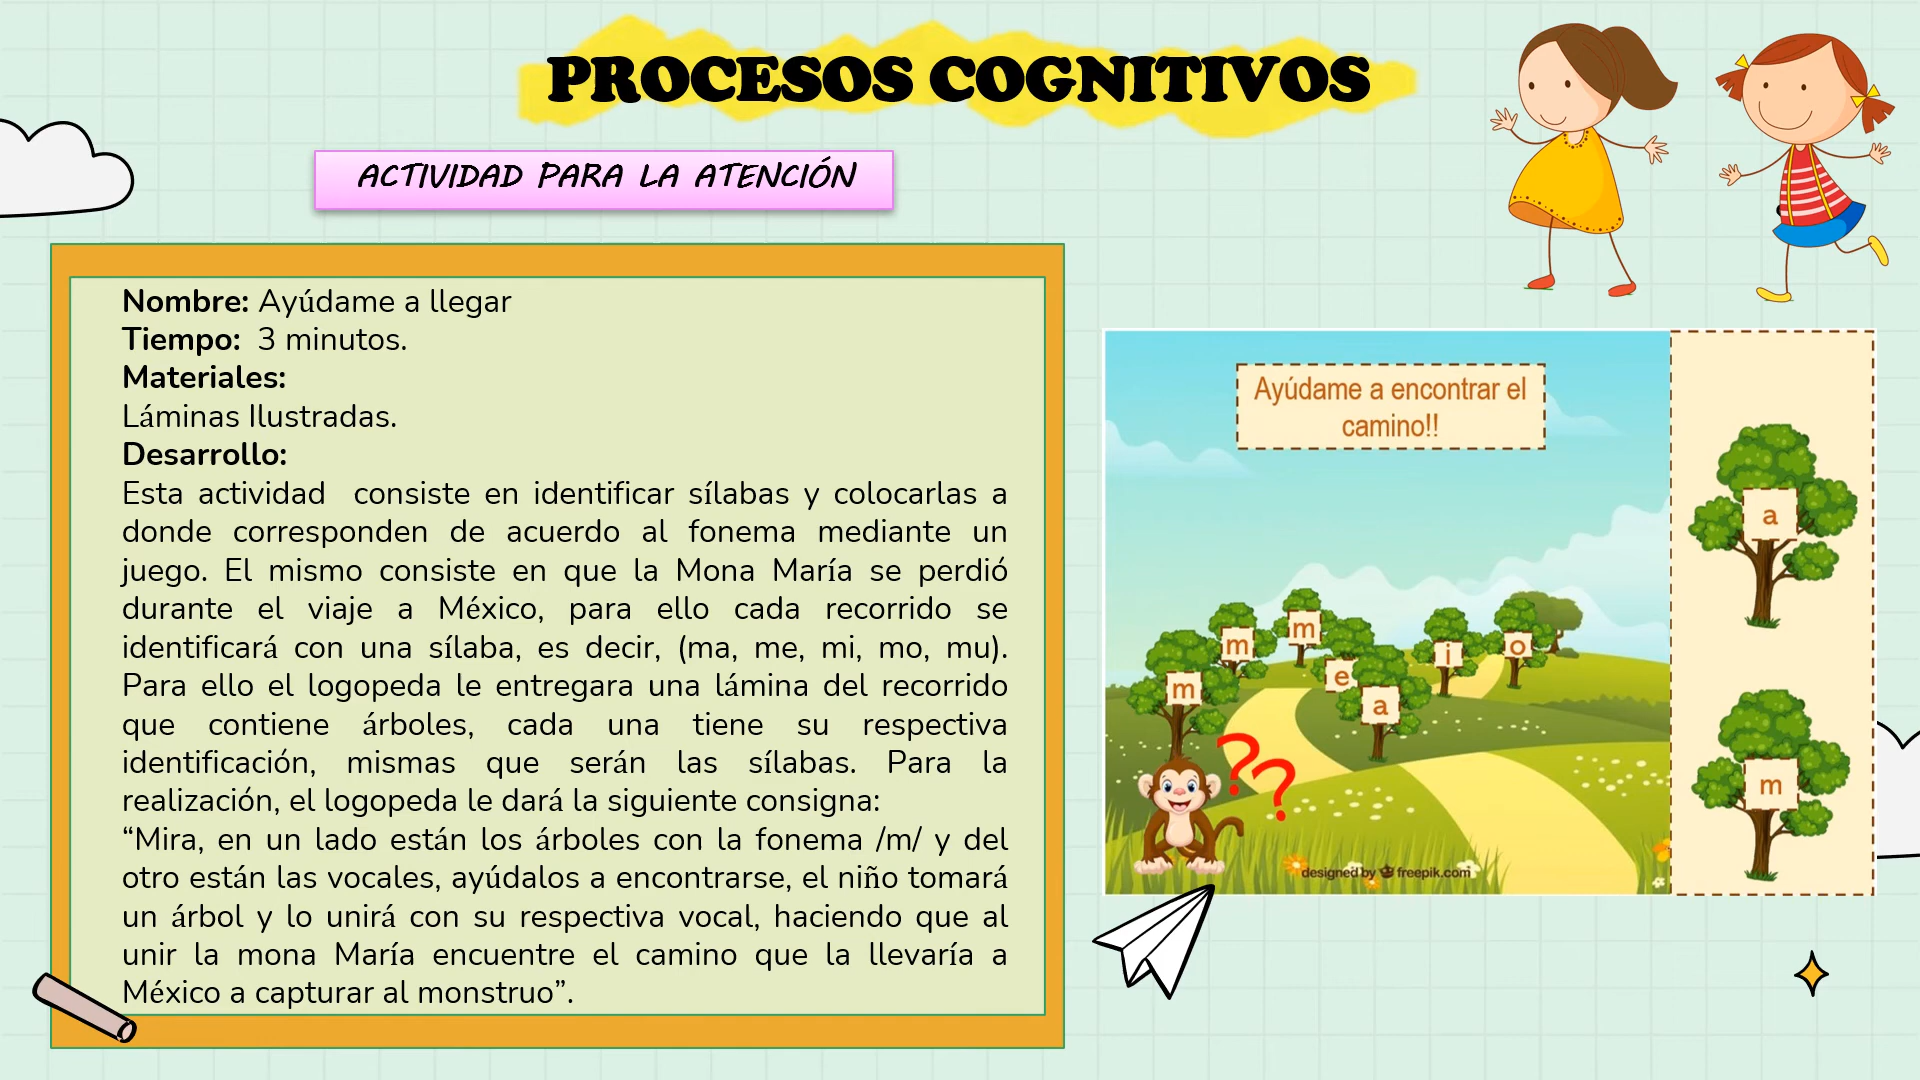 PROCESOS COGNITIVOS
ACTIVIDAD PARA LA ATENCIÓN
Nombre: Ayúdame a llegar
Tiempo: 3 minutos.
Materiales:
Láminas Ilustradas.
Desarrollo:
Esta actividad consiste en identificar sílabas y colocarlas a
donde corresponden de acuerdo al fonema mediante un
juego. El mismo consiste en que la Mona María se perdió
durante el viaje a México, para ello cada recorrido se
identificará con una sílaba, es decir, (ma, me, mi, mo, mu).
Para ello el logopeda le entregara una lámina del recorrido
que contiene árboles, cada una tiene su respectiva
identificación, mismas que serán las sílabas. Para la
realización, el logopeda le dará la siguiente consigna:
“Mira, en un lado están los árboles con la fonema /m/ y del
otro están las vocales, ayúdalos a encontrarse, el niño tomará
un árbol y lo unirá con su respectiva vocal, haciendo que al
unir la mona María encuentre el camino que la llevaría a
México a capturar al monstruo”.
Ayúdame a encontrar el
camino!!
m
m
m
e
a
i
o
??
designed by freepik.com
a
m